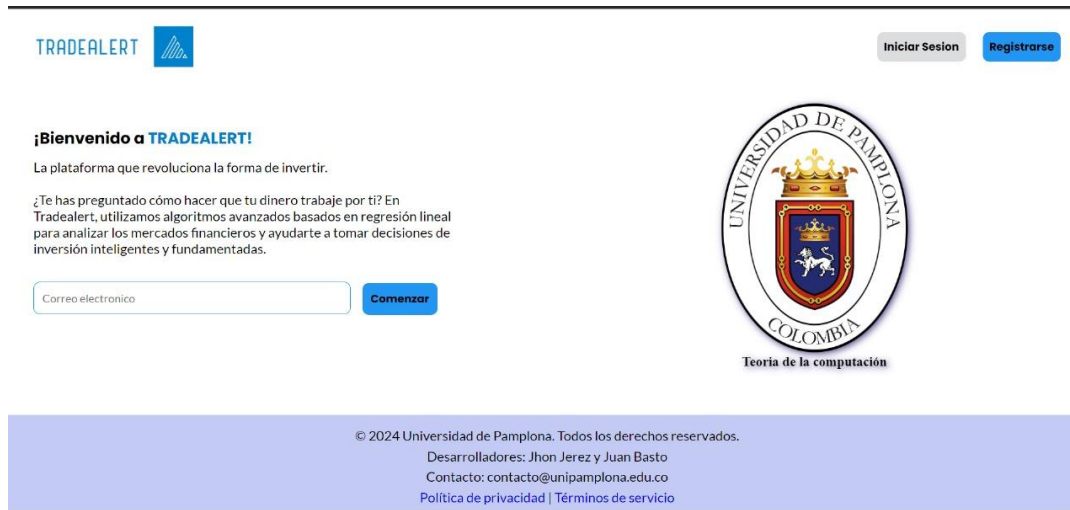 TRADEALERT
Iniciar Sesion
Registrarse
¡Bienvenido a TRADEALERT!
La plataforma que revoluciona la forma de invertir.
¿Te has preguntado cómo hacer que tu dinero trabaje por ti? En
Tradealert, utilizamos algoritmos avanzados basados en regresión lineal
para analizar los mercados financieros y ayudarte a tomar decisiones de
inversión inteligentes y fundamentadas.
Correo electronico
Comenzar
UNIVERSIDAD DE PAMPLONA
COLOMBIA
Teoria de la computación
© 2024 Universidad de Pamplona. Todos los derechos reservados.
Desarrolladores: Jhon Jerez y Juan Basto
Contacto: contacto@unipamplona.edu.co
Política de privacidad | Términos de servicio